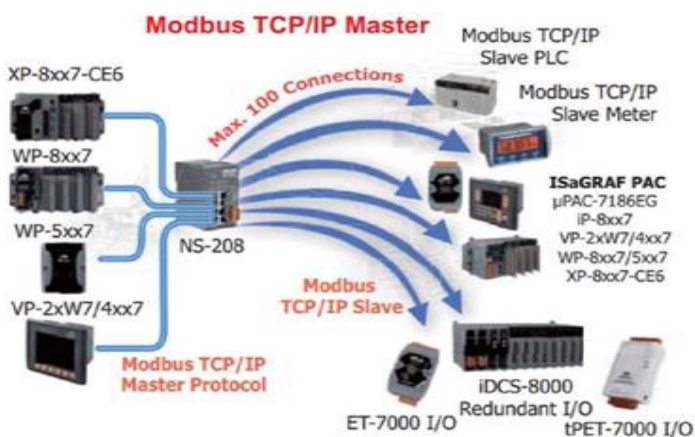 Modbus TCP/IP Master
XP-8xx7-CE6
WP-8xx7
WP-5xx7
VP-2xW7/4xx7
Modbus TCP/IP
Master Protocol
NS-208
Max. 100 Connections
Modbus
TCP/IP Slave
Modbus TCP/IP
Slave PLC
Modbus TCP/IP
Slave Meter
ISaGRAF PAC
µPAC-7186EG
iP-8xx7
VP-2xW7/4xx7
WP-8xx7/5xx7
XP-8xx7-CE6
ET-7000 I/O
iDCS-8000
Redundant I/O
tPET-7000 I/O